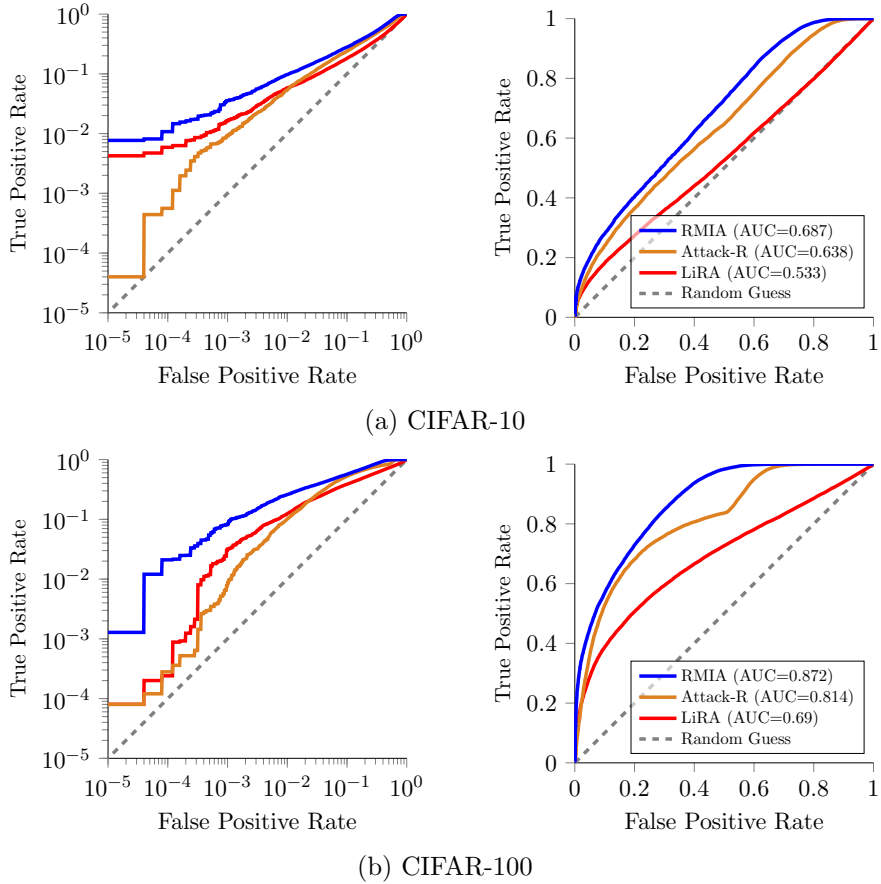 True Positive Rate
10^0
10^-1
10^-2
10^-3
10^-4
10^-5
10^-5 10^-4 10^-3 10^-2 10^-1 10^0
False Positive Rate
True Positive Rate
1
0.8
0.6
0.4
0.2
0
0 0.2 0.4 0.6 0.8 1
False Positive Rate
RMIA (AUC=0.687)
Attack-R (AUC=0.638)
LiRA (AUC=0.533)
Random Guess
(a) CIFAR-10
True Positive Rate
10^0
10^-1
10^-2
10^-3
10^-4
10^-5
10^-5 10^-4 10^-3 10^-2 10^-1 10^0
False Positive Rate
True Positive Rate
1
0.8
0.6
0.4
0.2
0
0 0.2 0.4 0.6 0.8 1
False Positive Rate
RMIA (AUC=0.872)
Attack-R (AUC=0.814)
LiRA (AUC=0.69)
Random Guess
(b) CIFAR-100